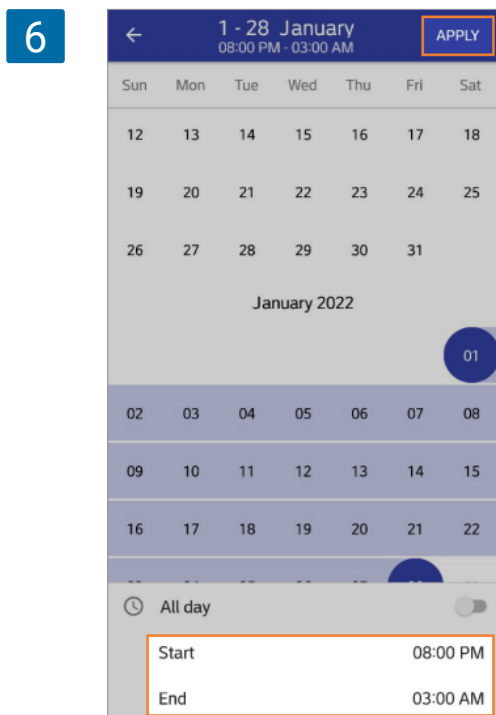 6
1 - 28 January
08:00 PM - 03:00 AM
APPLY
Sun Mon Tue Wed Thu Fri Sat
12 13 14 15 16 17 18
19 20 21 22 23 24 25
26 27 28 29 30 31
January 2022
01
02 03 04 05 06 07 08
09 10 11 12 13 14 15
16 17 18 19 20 21 22
All day
Start 08:00 PM
End 03:00 AM